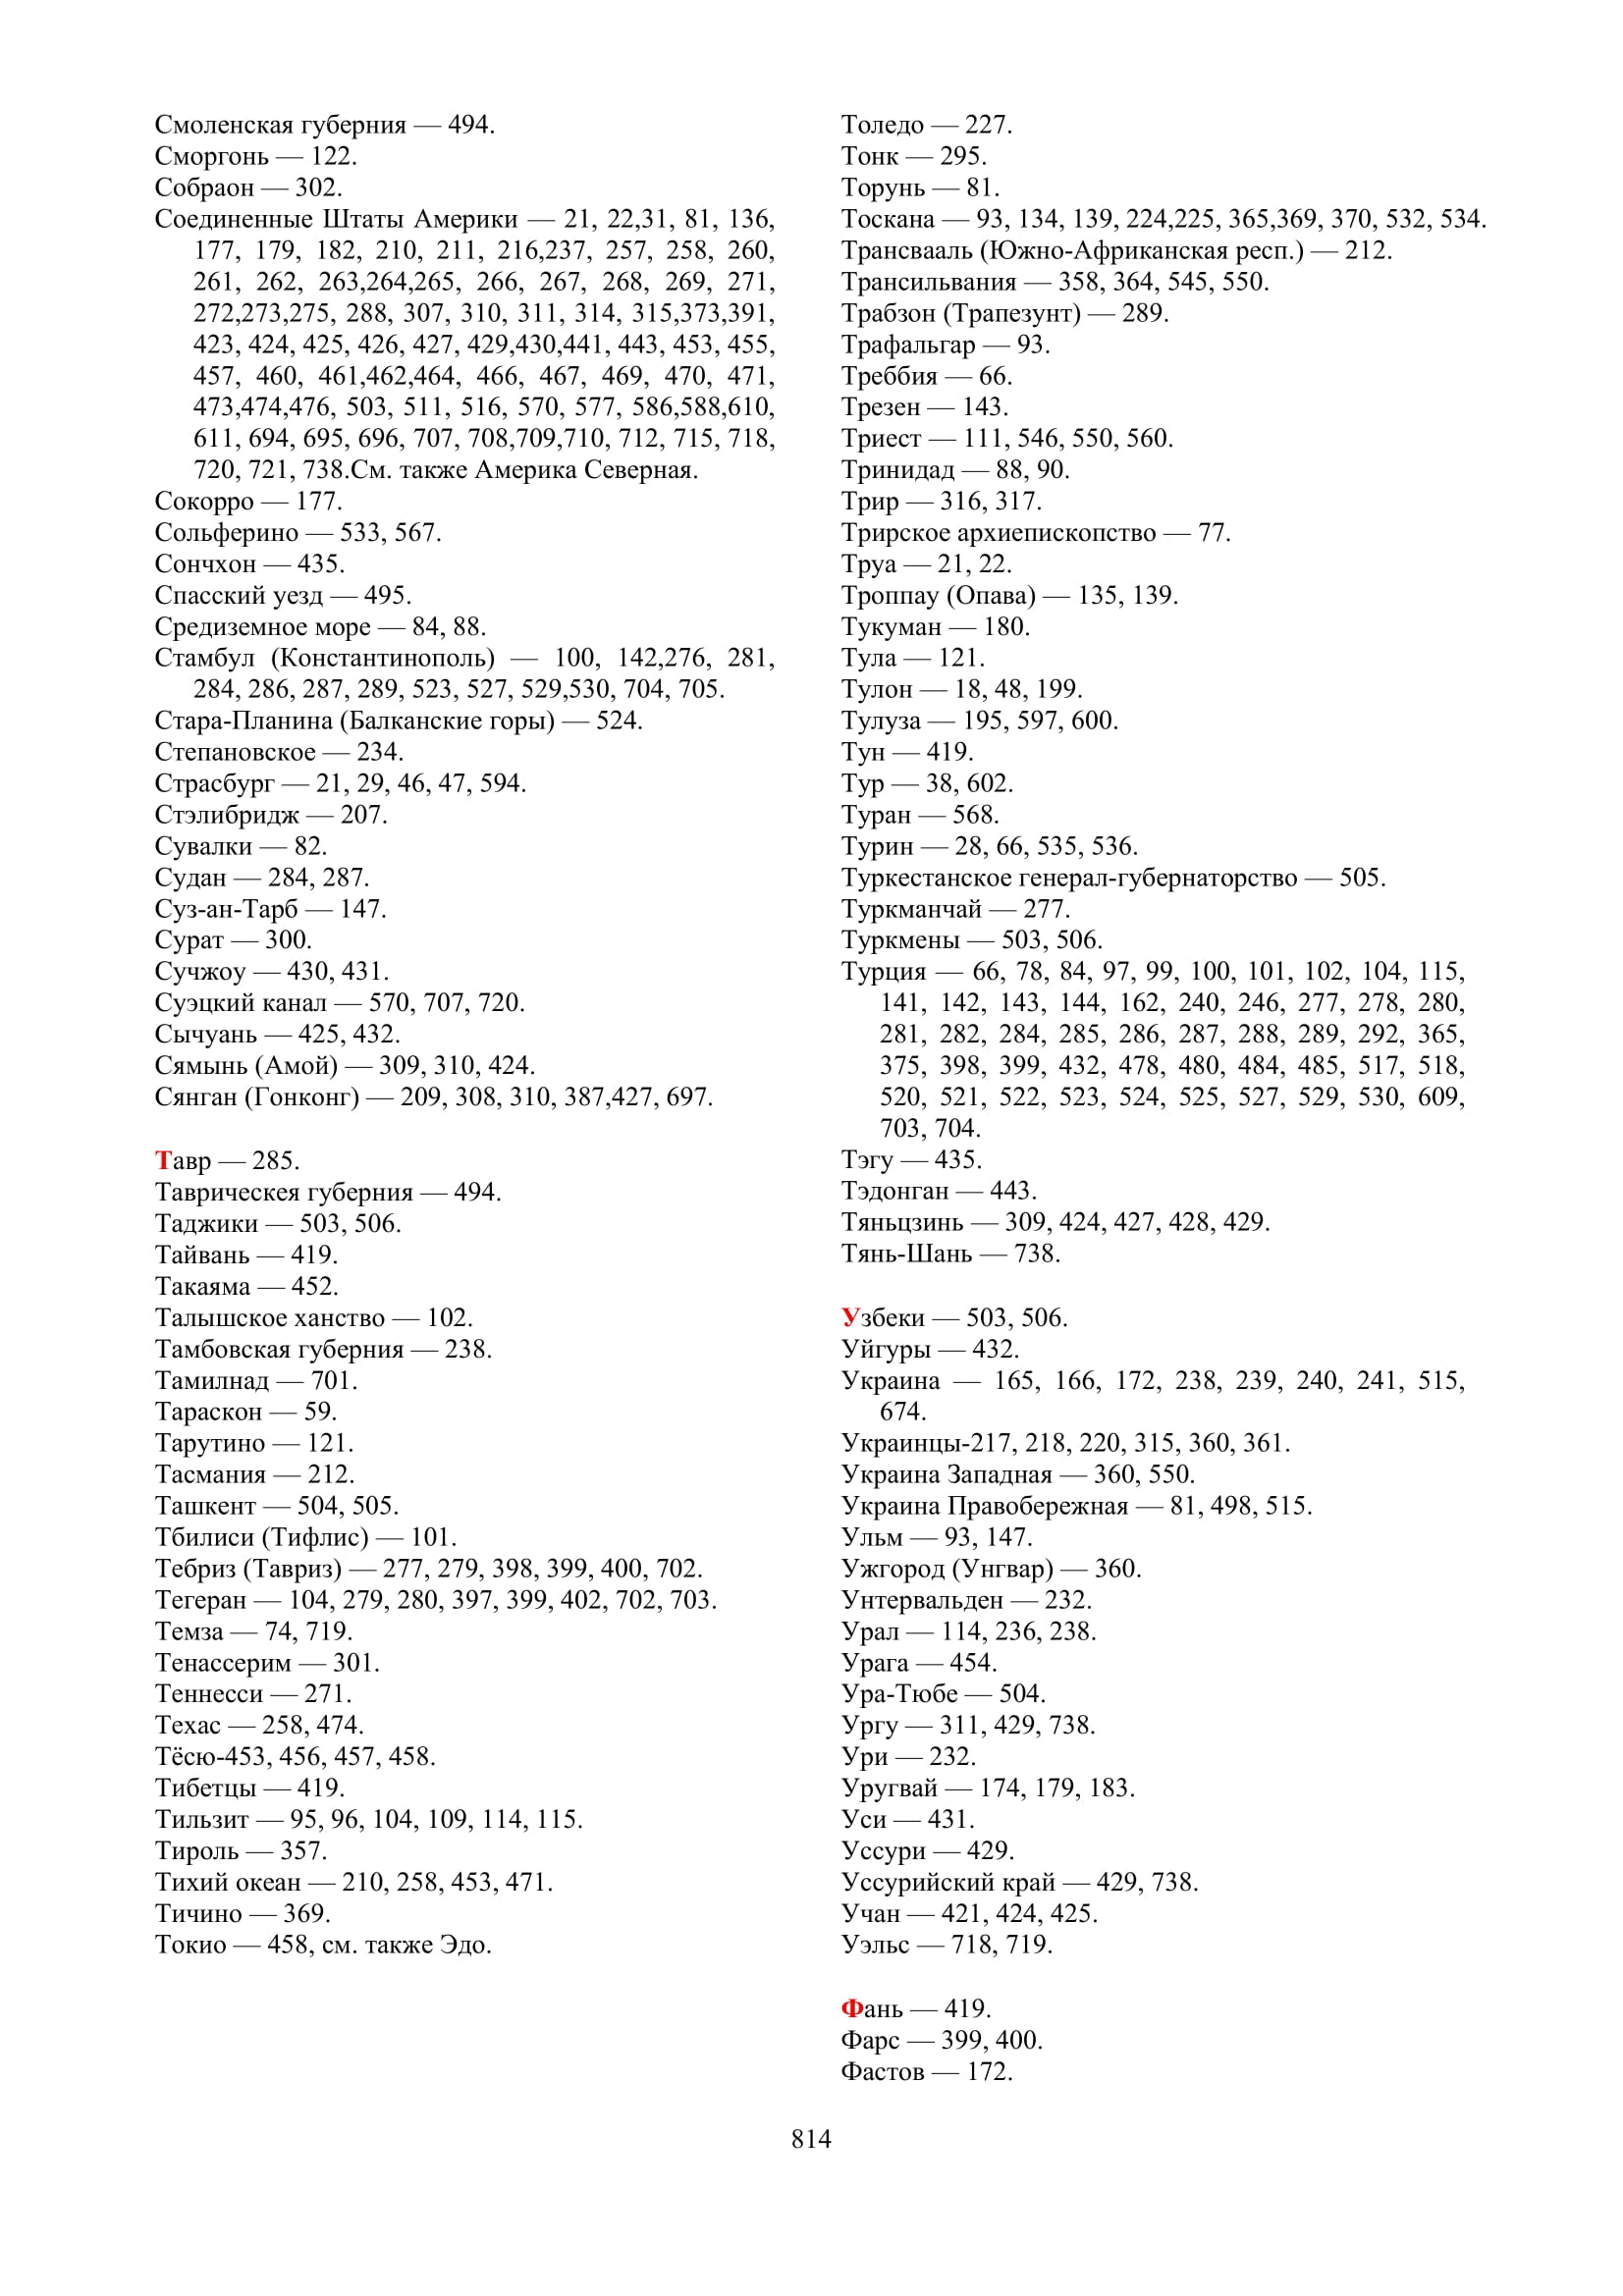 Смоленская губерния — 494.
Сморгонь — 122.
Собраон — 302.
Соединенные Штаты Америки — 21, 22,31, 81, 136,
177, 179, 182, 210, 211, 216,237, 257, 258, 260,
261, 262, 263,264,265, 266, 267, 268, 269, 271,
272,273,275, 288, 307, 310, 311, 314, 315,373,391,
423, 424, 425, 426, 427, 429,430,441, 443, 453, 455,
457, 460, 461,462,464, 466, 467, 469, 470, 471,
473,474,476, 503, 511, 516, 570, 577, 586,588,610,
611, 694, 695, 696, 707, 708,709,710, 712, 715, 718,
720, 721, 738.См. также Америка Северная.
Сокорро — 177.
Сольферино — 533, 567.
Сончхон — 435.
Спасский уезд — 495.
Средиземное море — 84, 88.
Стамбул (Константинополь) — 100, 142,276, 281,
284, 286, 287, 289, 523, 527, 529,530, 704, 705.
Стара-Планина (Балканские горы) — 524.
Степановское — 234.
Страсбург — 21, 29, 46, 47, 594.
Стэлибридж — 207.
Сувалки — 82.
Судан — 284, 287.
Суз-ан-Тарб — 147.
Сурат — 300.
Сучжоу — 430, 431.
Суэцкий канал — 570, 707, 720.
Сычуань — 425, 432.
Сямынь (Амой) — 309, 310, 424.
Сянган (Гонконг) — 209, 308, 310, 387,427, 697.
Тавр — 285.
Таврическея губерния — 494.
Таджики — 503, 506.
Тайвань — 419.
Такаяма — 452.
Талышское ханство — 102.
Тамбовская губерния — 238.
Тамилнад — 701.
Тараскон — 59.
Тарутино — 121.
Тасмания — 212.
Ташкент — 504, 505.
Тбилиси (Тифлис) — 101.
Тебриз (Тавриз) — 277, 279, 398, 399, 400, 702.
Тегеран — 104, 279, 280, 397, 399, 402, 702, 703.
Темза — 74, 719.
Тенассерим — 301.
Теннесси — 271.
Техас — 258, 474.
Тёсю-453, 456, 457, 458.
Тибетцы — 419.
Тильзит — 95, 96, 104, 109, 114, 115.
Тироль — 357.
Тихий океан — 210, 258, 453, 471.
Тичино — 369.
Токио — 458, см. также Эдо.
Толедо — 227.
Тонк — 295.
Торунь — 81.
Тоскана — 93, 134, 139, 224,225, 365,369, 370, 532, 534.
Трансвааль (Южно-Африканская респ.) — 212.
Трансильвания — 358, 364, 545, 550.
Трабзон (Трапезунт) — 289.
Трафальгар — 93.
Треббия — 66.
Трезен — 143.
Триест — 111, 546, 550, 560.
Тринидад — 88, 90.
Трир — 316, 317.
Трирское архиепископство — 77.
Труа — 21, 22.
Троппау (Опава) — 135, 139.
Тукуман — 180.
Тула — 121.
Тулон — 18, 48, 199.
Тулуза — 195, 597, 600.
Тун — 419.
Тур — 38, 602.
Туран — 568.
Турин — 28, 66, 535, 536.
Туркестанское генерал-губернаторство — 505.
Туркманчай — 277.
Туркмены — 503, 506.
Турция — 66, 78, 84, 97, 99, 100, 101, 102, 104, 115,
141, 142, 143, 144, 162, 240, 246, 277, 278, 280,
281, 282, 284, 285, 286, 287, 288, 289, 292, 365,
375, 398, 399, 432, 478, 480, 484, 485, 517, 518,
520, 521, 522, 523, 524, 525, 527, 529, 530, 609,
703, 704.
Тэгу — 435.
Тэдонган — 443.
Тяньцзинь — 309, 424, 427, 428, 429.
Тянь-Шань — 738.
Узбеки — 503, 506.
Уйгуры — 432.
Украина — 165, 166, 172, 238, 239, 240, 241, 515,
674.
Украинцы-217, 218, 220, 315, 360, 361.
Украина Западная — 360, 550.
Украина Правобережная — 81, 498, 515.
Ульм — 93, 147.
Ужгород (Унгвар) — 360.
Унтервальден — 232.
Урал — 114, 236, 238.
Урага — 454.
Ура-Тюбе — 504.
Ургу — 311, 429, 738.
Ури — 232.
Уругвай — 174, 179, 183.
Уси — 431.
Уссури — 429.
Уссурийский край — 429, 738.
Учан — 421, 424, 425.
Уэльс — 718, 719.
Фань — 419.
Фарс — 399, 400.
Фастов — 172.
814